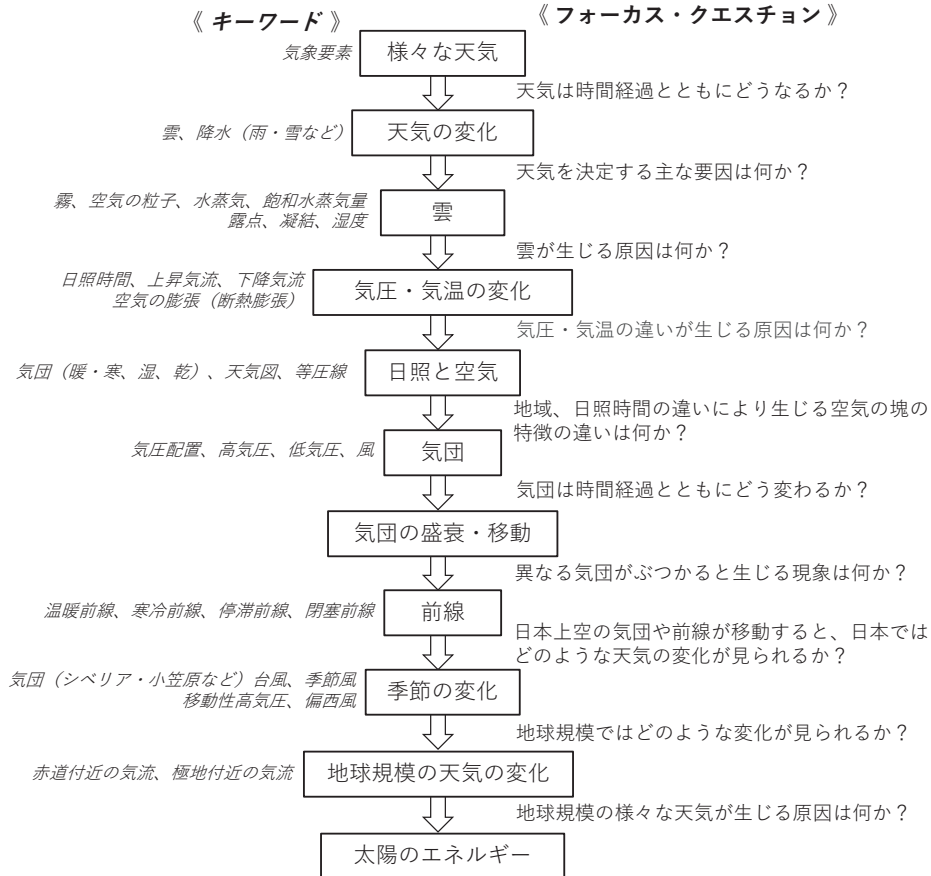 《 キーワード 》
《 フォーカス・クエスチョン 》
気象要素
様々な天気
天気は時間経過とともにどうなるか？
雲、降水（雨・雪など）
天気の変化
天気を決定する主な要因は何か？
霧、空気の粒子、水蒸気、飽和水蒸気量
露点、凝結、湿度
雲
雲が生じる原因は何か？
日照時間、上昇気流、下降気流
空気の膨張（断熱膨張）
気圧・気温の変化
気圧・気温の違いが生じる原因は何か？
気団（暖・寒、湿、乾）、天気図、等圧線
日照と空気
地域、日照時間の違いにより生じる空気の塊の
特徴の違いは何か？
気圧配置、高気圧、低気圧、風
気団
気団は時間経過とともにどう変わるか？
気団の盛衰・移動
異なる気団がぶつかると生じる現象は何か？
温暖前線、寒冷前線、停滞前線、閉塞前線
前線
日本上空の気団や前線が移動すると、日本では
どのような天気の変化が見られるか？
気団（シベリア・小笠原など）台風、季節風
移動性高気圧、偏西風
季節の変化
地球規模ではどのような変化が見られるか？
赤道付近の気流、極地付近の気流
地球規模の天気の変化
地球規模の様々な天気が生じる原因は何か？
太陽のエネルギー